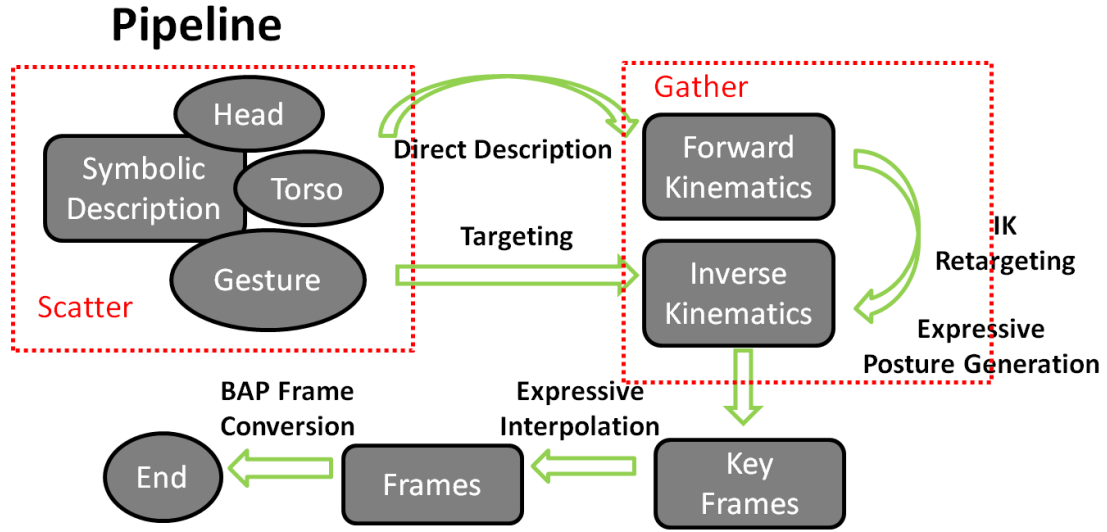 Pipeline
Head
Symbolic
Description
Torso
Gesture
Scatter
Direct Description
Targeting
Gather
Forward
Kinematics
Inverse
Kinematics
IK
Retargeting
Expressive
Posture Generation
Key
Frames
Expressive
Interpolation
Frames
BAP Frame
Conversion
End